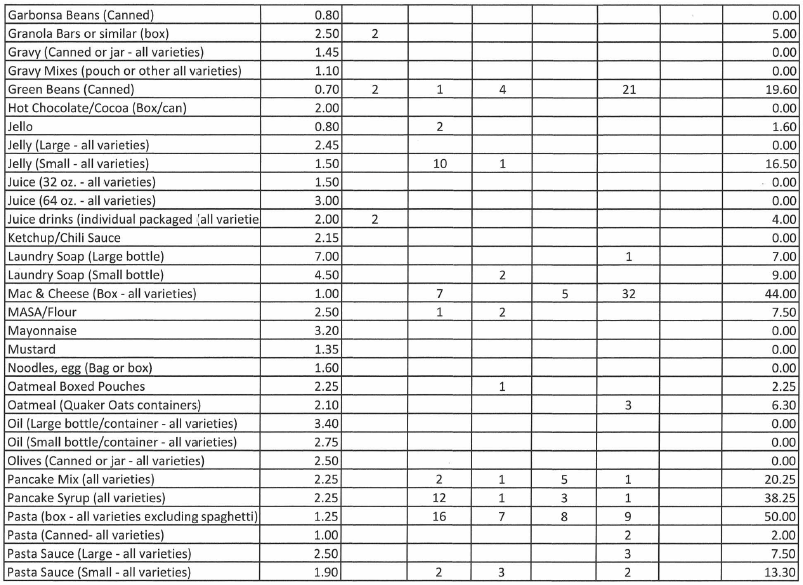 Garbonsa Beans (Canned) 0.80 0.00
Granola Bars or similar (box) 2.50 2 5.00
Gravy (Canned or jar - all varieties) 1.45 0.00
Gravy Mixes (pouch or other all varieties) 1.10 0.00
Green Beans (Canned) 0.70 2 1 4 21 19.60
Hot Chocolate/Cocoa (Box/can) 2.00 0.00
Jello 0.80 2 1.60
Jelly (Large - all varieties) 2.45 0.00
Jelly (Small - all varieties) 1.50 10 1 16.50
Juice (32 oz. - all varieties) 1.50 0.00
Juice (64 oz. - all varieties) 3.00 0.00
Juice drinks (individual packaged (all varietie 2.00 2 4.00
Ketchup/Chili Sauce 2.15 0.00
Laundry Soap (Large bottle) 7.00 1 7.00
Laundry Soap (Small bottle) 4.50 2 9.00
Mac & Cheese (Box - all varieties) 1.00 7 5 32 44.00
MASA/Flour 2.50 1 2 7.50
Mayonnaise 3.20 0.00
Mustard 1.35 0.00
Noodles, egg (Bag or box) 1.60 0.00
Oatmeal Boxed Pouches 2.25 1 2.25
Oatmeal (Quaker Oats containers) 2.10 3 6.30
Oil (Large bottle/container - all varieties) 3.40 0.00
Oil (Small bottle/container - all varieties) 2.75 0.00
Olives (Canned or jar - all varieties) 2.50 0.00
Pancake Mix (all varieties) 2.25 2 1 5 1 20.25
Pancake Syrup (all varieties) 2.25 12 1 3 1 38.25
Pasta (box - all varieties excluding spaghetti) 1.25 16 7 8 9 50.00
Pasta (Canned- all varieties) 1.00 2 2.00
Pasta Sauce (Large - all varieties) 2.50 3 7.50
Pasta Sauce (Small - all varieties) 1.90 2 3 2 13.30